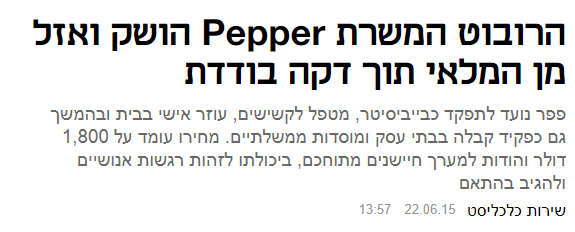 הרובוט המשרת Pepper הושק ואזל
מן המלאי תוך דקה בודדת
פפר נועד לתפקד כבייביסיטר, מטפל לקשישים, עוזר אישי בבית ובהמשך
גם כפקיד קבלה בבתי עסק ומוסדות ממשלתיים. מחירו עומד על 1,800
דולר והודות למערך חיישנים מתוחכם, ביכולתו לזהות רגשות אנושיים
ולהגיב בהתאם
שירות כלכליסט 22.06.15 13:57